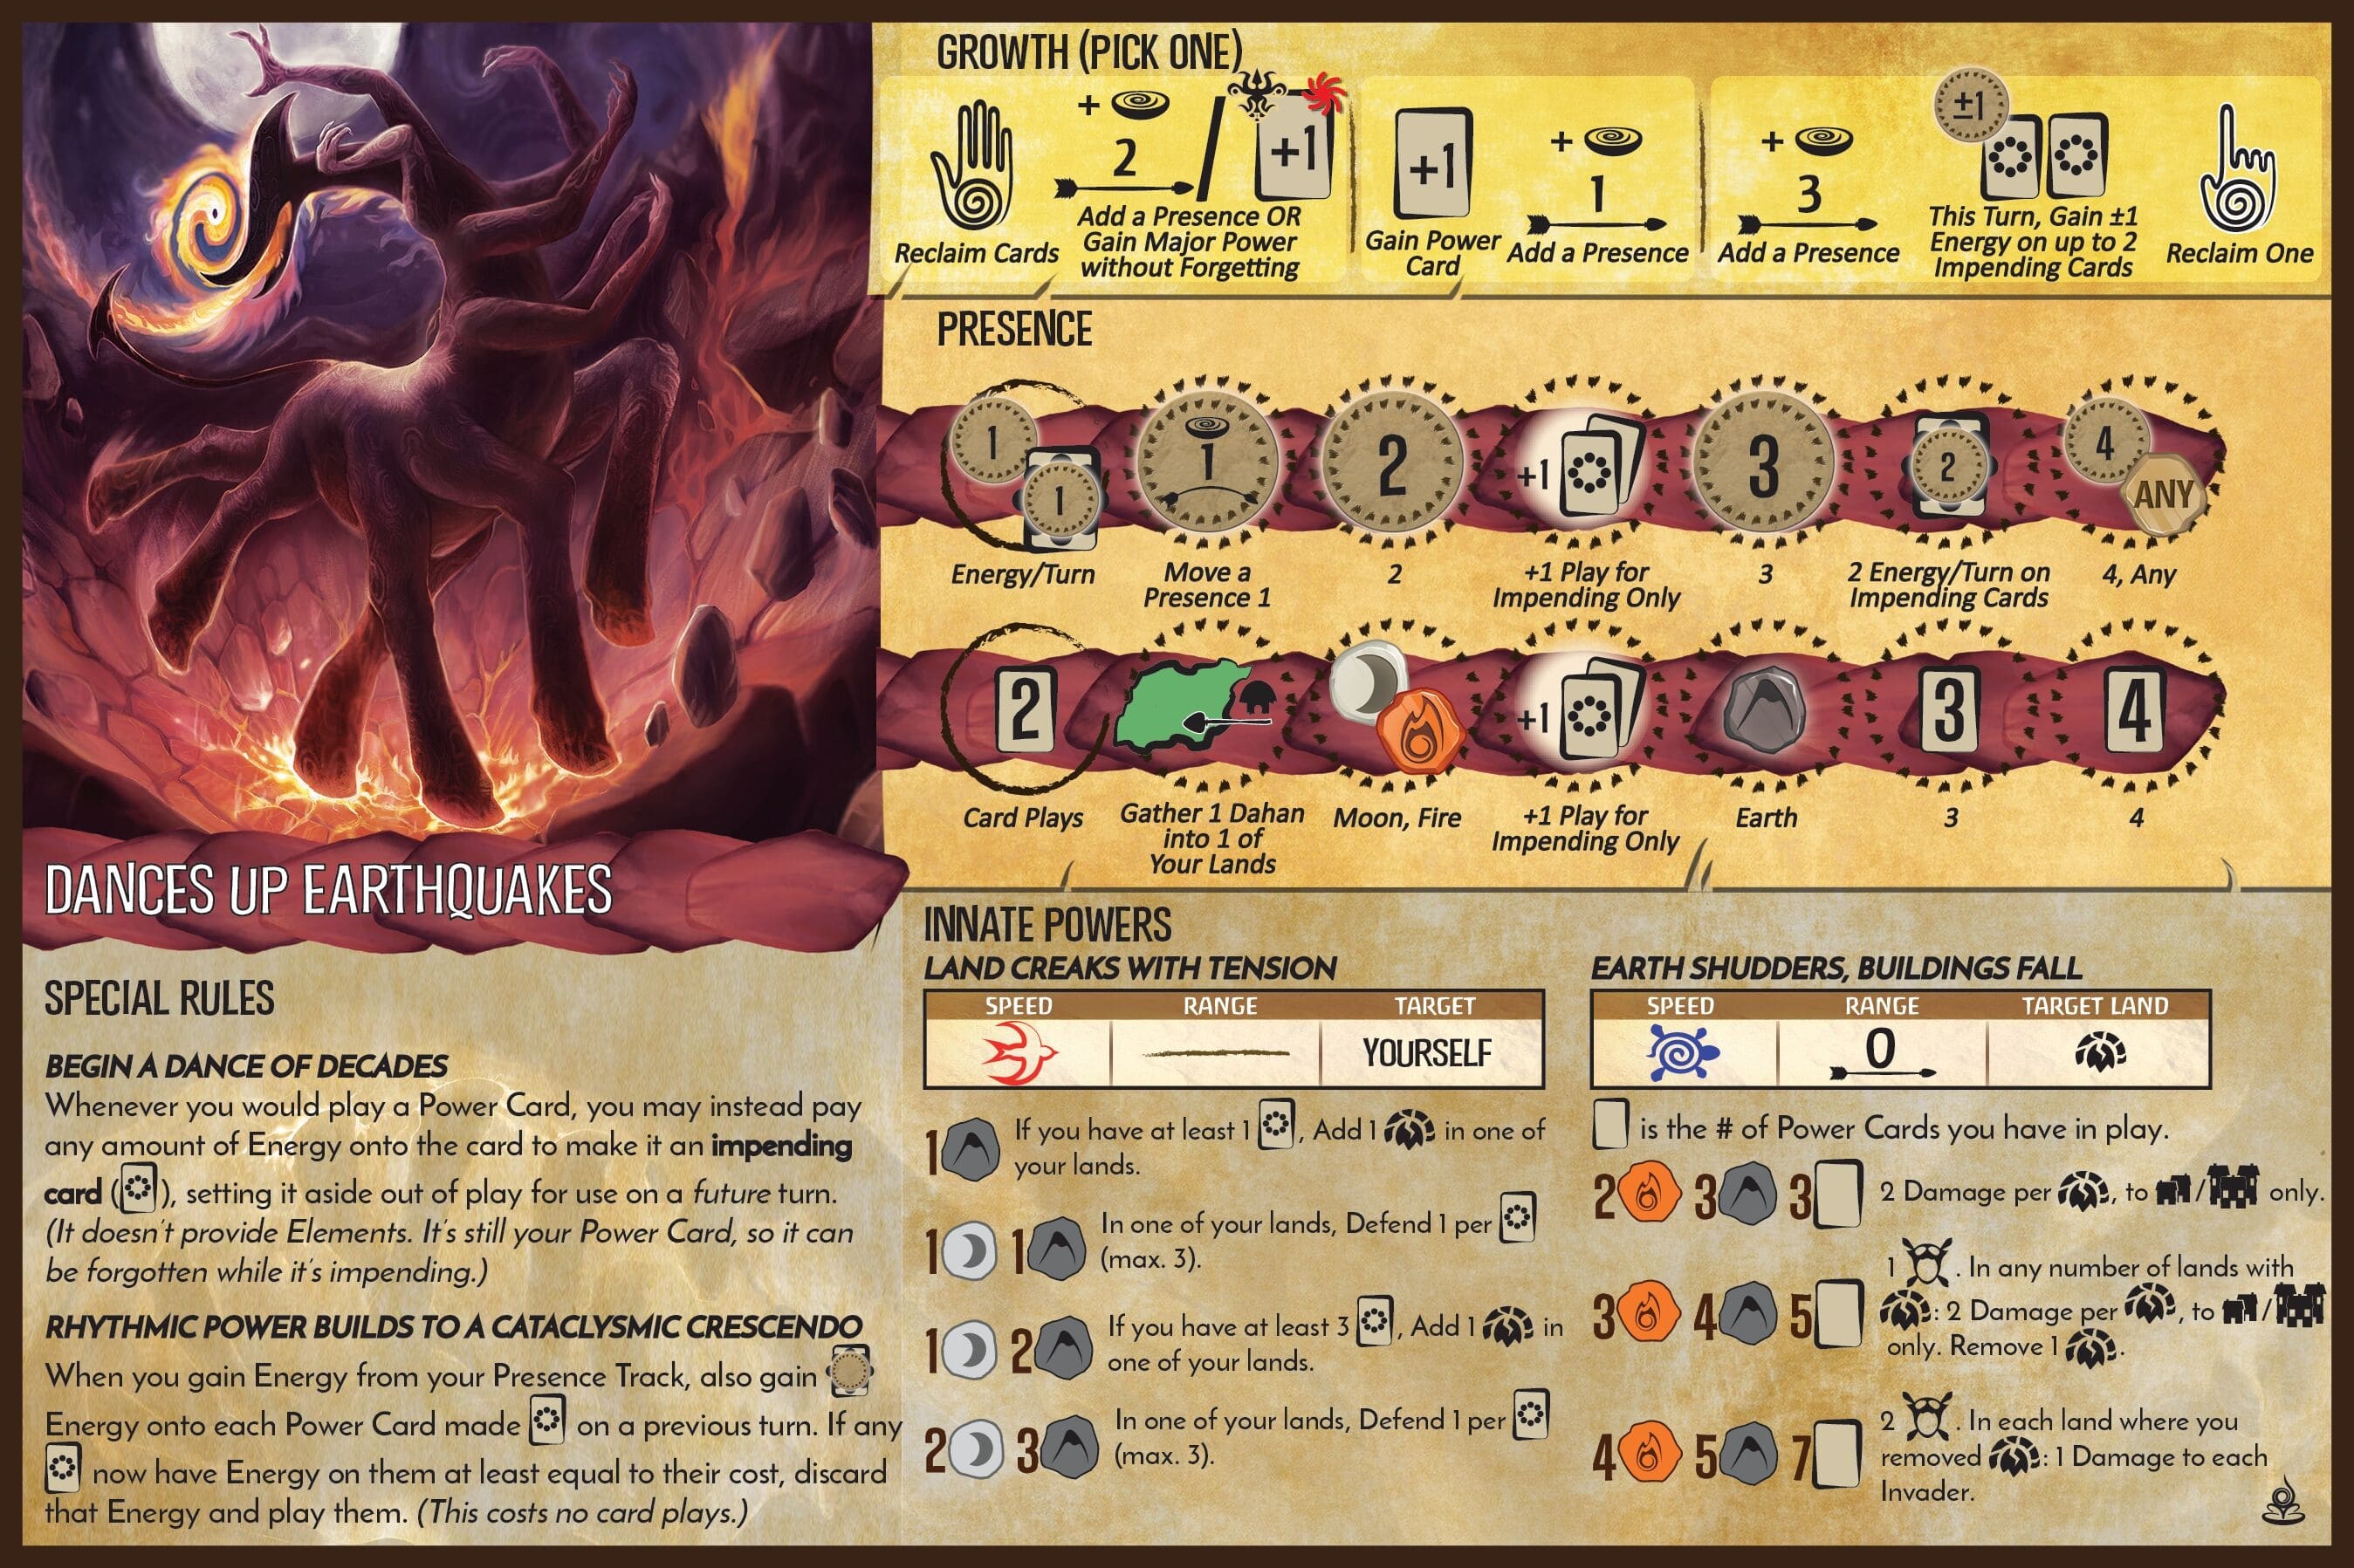 GROWTH (PICK ONE)
+
2
+1
Reclaim Cards
Add a Presence OR
Gain Major Power
without Forgetting
+1
Gain Power
Card
+
1
Add a Presence
+
3
Add a Presence
±1
This Turn, Gain ±1
Energy on up to 2
Impending Cards
Reclaim One
PRESENCE
1
1
1
2
+1
3
2
4
ANY
Energy/Turn
Move a
Presence 1
2
+1 Play for
Impending Only
3
2 Energy/Turn on
Impending Cards
4, Any
2
+1
3
4
Card Plays
Gather 1 Dahan
into 1 of
Your Lands
Moon, Fire
+1 Play for
Impending Only
Earth
3
4
DANCES UP EARTHQUAKES
SPECIAL RULES
BEGIN A DANCE OF DECADES
Whenever you would play a Power Card, you may instead pay
any amount of Energy onto the card to make it an impending
card ( ), setting it aside out of play for use on a future turn.
(It doesn't provide Elements. It's still your Power Card, so it can
be forgotten while it's impending.)
RHYTHMIC POWER BUILDS TO A CATACLYSMIC CRESCENDO
When you gain Energy from your Presence Track, also gain
Energy onto each Power Card made on a previous turn. If any
now have Energy on them at least equal to their cost, discard
that Energy and play them. (This costs no card plays.)
INNATE POWERS
LAND CREAKS WITH TENSION
SPEED RANGE TARGET
YOURSELF
1 If you have at least 1 , Add 1 in one of
your lands.
1 1 In one of your lands, Defend 1 per
(max. 3).
1 2 If you have at least 3 , Add 1 in
one of your lands.
2 3 In one of your lands, Defend 1 per
(max. 3).
EARTH SHUDDERS, BUILDINGS FALL
SPEED RANGE TARGET LAND
0
is the # of Power Cards you have in play.
2 3 3 2 Damage per , to / only.
1 . In any number of lands with
3 4 5 : 2 Damage per , to /
only. Remove 1 .
2 . In each land where you
4 5 7 removed : 1 Damage to each
Invader.